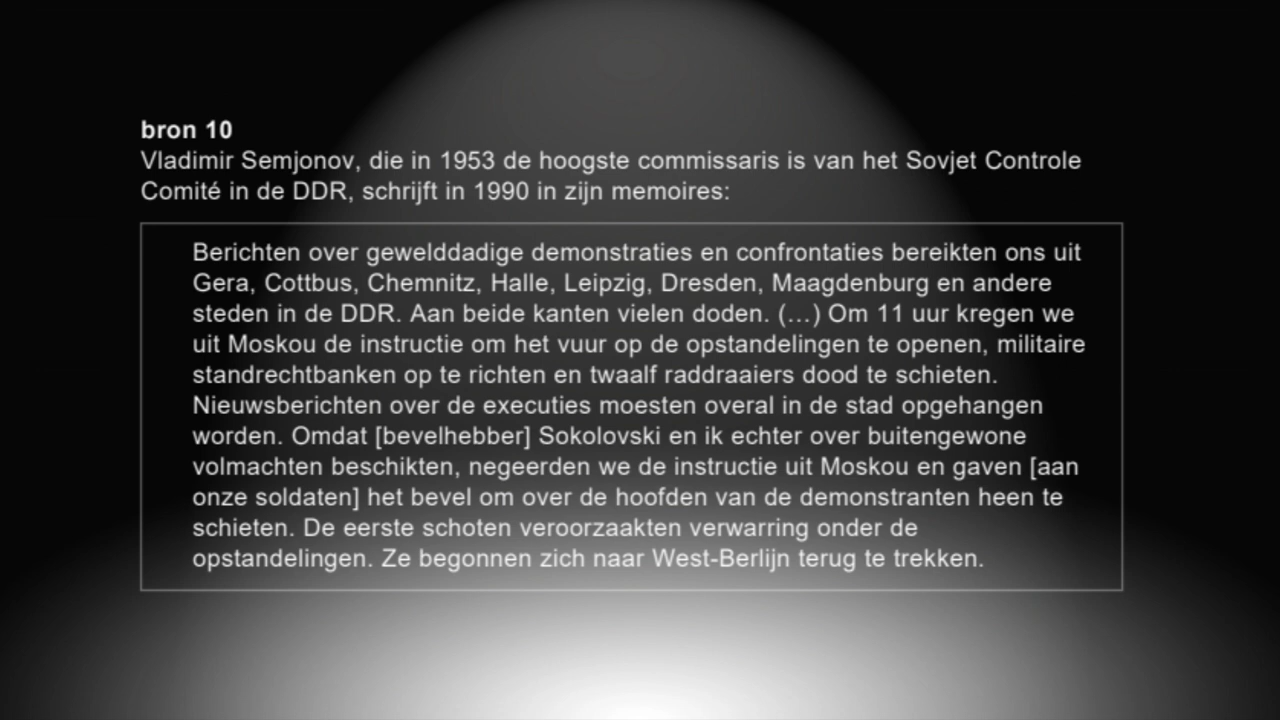 bron 10
Vladimir Semjonov, die in 1953 de hoogste commissaris is van het Sovjet Controle
Comité in de DDR, schrijft in 1990 in zijn memoires:
Berichten over gewelddadige demonstraties en confrontaties bereikten ons uit
Gera, Cottbus, Chemnitz, Halle, Leipzig, Dresden, Maagdenburg en andere
steden in de DDR. Aan beide kanten vielen doden. (…) Om 11 uur kregen we
uit Moskou de instructie om het vuur op de opstandelingen te openen, militaire
standrechtbanken op te richten en twaalf raddraaiers dood te schieten.
Nieuwsberichten over de executies moesten overal in de stad opgehangen
worden. Omdat [bevelhebber] Sokolovski en ik echter over buitengewone
volmachten beschikten, negeerden we de instructie uit Moskou en gaven [aan
onze soldaten] het bevel om over de hoofden van de demonstranten heen te
schieten. De eerste schoten veroorzaakten verwarring onder de
opstandelingen. Ze begonnen zich naar West-Berlijn terug te trekken.